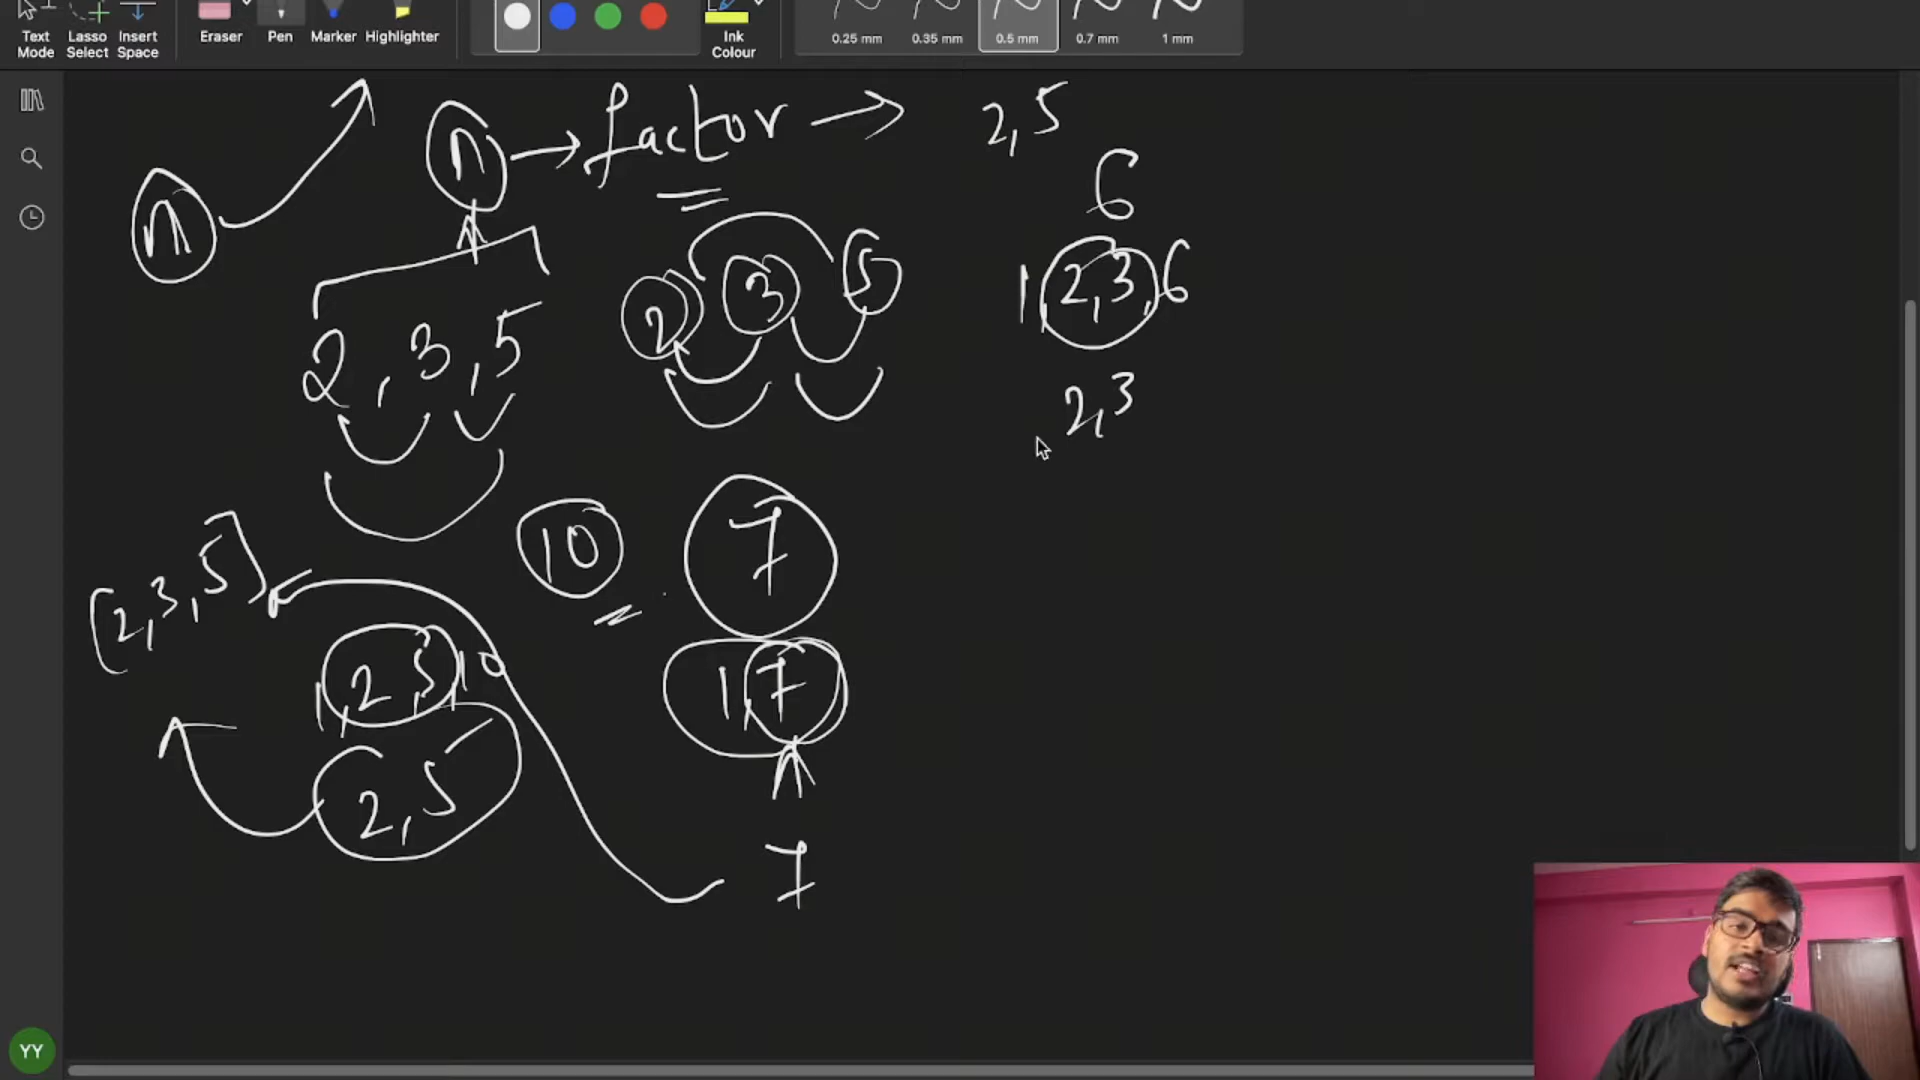 Text Mode
Lasso Select
Insert Space
Eraser
Pen
Marker
Highlighter
Ink Colour
0.25 mm
0.35 mm
0.5 mm
0.7 mm
1 mm
n → factor → 2, 5
n
6
2 3 5
1, 2, 3, 6
2, 3, 5
2, 3
10
7
[2, 3, 5]
1, 2, 5, 10
1, 7
2, 5
7
YY